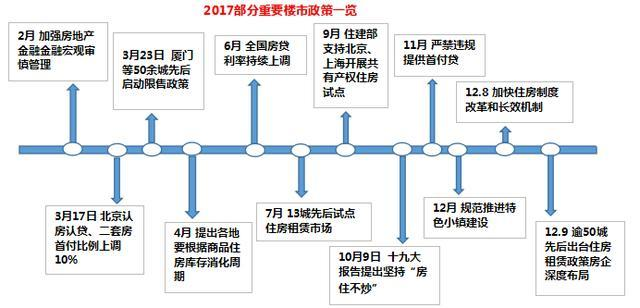 2017部分重要楼市政策一览
2月 加强房地产
金融金融宏观审
慎管理
3月23日 厦门
等50余城先后
启动限售政策
6月 全国房贷
利率持续上调
9月 住建部
支持北京、
上海开展共
有产权住房
试点
11月 严禁违规
提供首付贷
12.8 加快住房制度
改革和长效机制
3月17日 北京认
房认贷、二套房
首付比例上调
10%
4月 提出各地
要根据商品住
房库存消化周
期
7月 13城先后试点
住房租赁市场
10月9日 十九大
报告提出坚持“房
住不炒”
12月 规范推进特
色小镇建设
12.9 逾50城
先后出台住房
租赁政策房企
深度布局